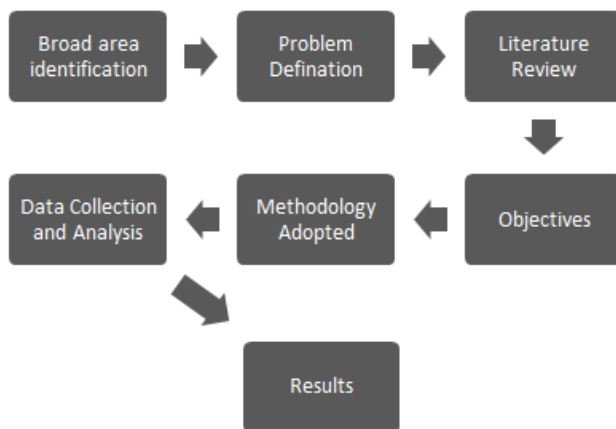 Broad area
identification
Problem
Defination
Literature
Review
Objectives
Methodology
Adopted
Data Collection
and Analysis
Results